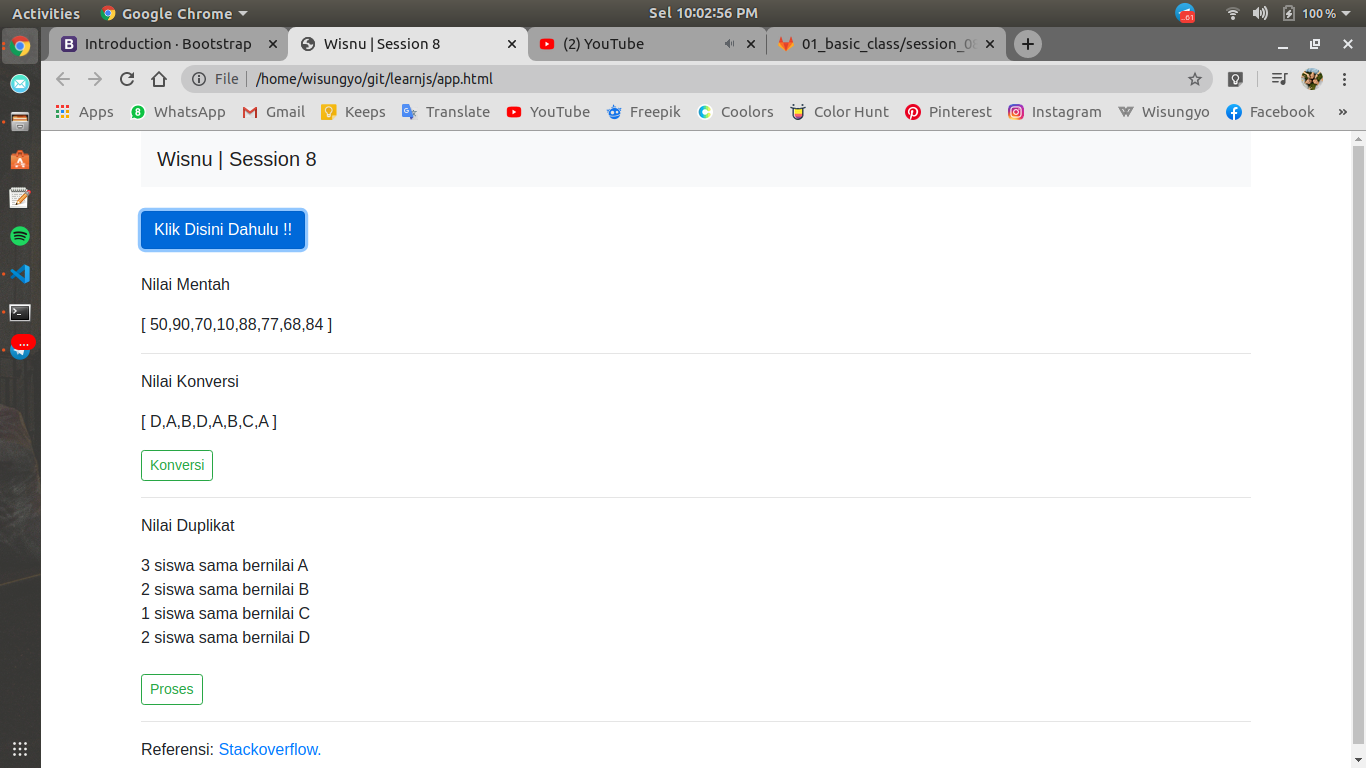 Activities Google Chrome Sel 10:02:56 PM 61 100 %
Introduction · Bootstrap Wisnu | Session 8 (2) YouTube 01_basic_class/session_08
File /home/wisungyo/git/learnjs/app.html
Apps WhatsApp Gmail Keeps Translate YouTube Freepik Coolors Color Hunt Pinterest Instagram Wisungyo Facebook »
Wisnu | Session 8
Klik Disini Dahulu !!
Nilai Mentah
[ 50,90,70,10,88,77,68,84 ]
Nilai Konversi
[ D,A,B,D,A,B,C,A ]
Konversi
Nilai Duplikat
3 siswa sama bernilai A
2 siswa sama bernilai B
1 siswa sama bernilai C
2 siswa sama bernilai D
Proses
Referensi: Stackoverflow.